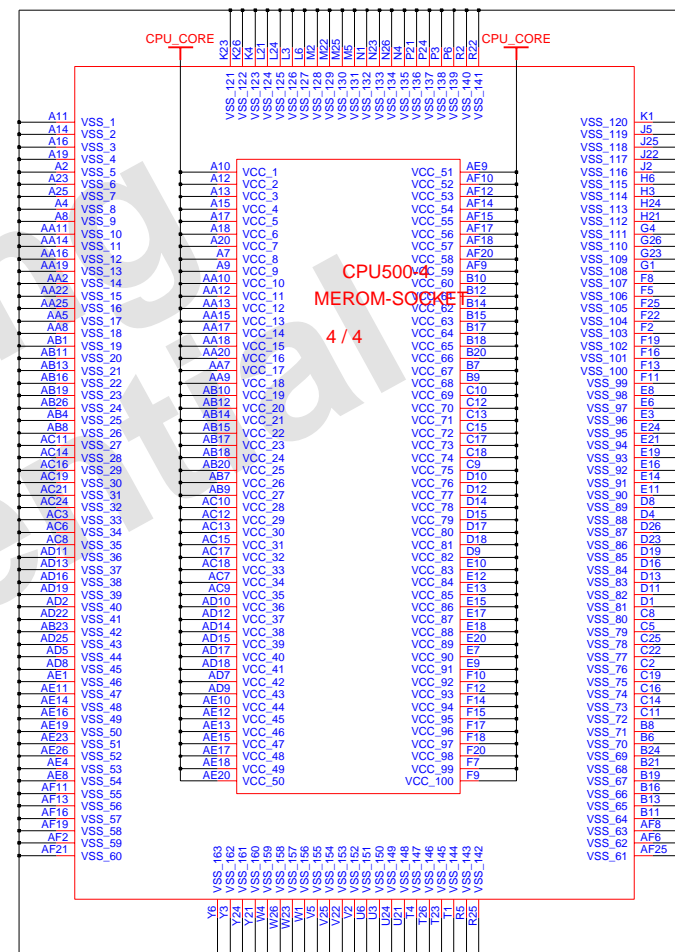 CPU_CORE
CPU_CORE
K23 K26 K4 L21 L24 L3 L6 M2 M22 M25 M5 N1 N23 N26 N4 P21 P24 P3 P6 R2 R22
VSS_121 VSS_122 VSS_123 VSS_124 VSS_125 VSS_126 VSS_127 VSS_128 VSS_129 VSS_130 VSS_131 VSS_132 VSS_133 VSS_134 VSS_135 VSS_136 VSS_137 VSS_138 VSS_139 VSS_140 VSS_141
A11 VSS_1
A14 VSS_2
A16 VSS_3
A19 VSS_4
A2 VSS_5
A23 VSS_6
A25 VSS_7
A4 VSS_8
A8 VSS_9
AA11 VSS_10
AA14 VSS_11
AA16 VSS_12
AA19 VSS_13
AA2 VSS_14
AA22 VSS_15
AA25 VSS_16
AA5 VSS_17
AA8 VSS_18
AB1 VSS_19
AB11 VSS_20
AB13 VSS_21
AB16 VSS_22
AB19 VSS_23
AB26 VSS_24
AB4 VSS_25
AB8 VSS_26
AC11 VSS_27
AC14 VSS_28
AC16 VSS_29
AC19 VSS_30
AC21 VSS_31
AC24 VSS_32
AC3 VSS_33
AC6 VSS_34
AC8 VSS_35
AD11 VSS_36
AD13 VSS_37
AD16 VSS_38
AD19 VSS_39
AD2 VSS_40
AD22 VSS_41
AB23 VSS_42
AD25 VSS_43
AD5 VSS_44
AD8 VSS_45
AE1 VSS_46
AE11 VSS_47
AE14 VSS_48
AE16 VSS_49
AE19 VSS_50
AE23 VSS_51
AE26 VSS_52
AE4 VSS_53
AE8 VSS_54
AF11 VSS_55
AF13 VSS_56
AF16 VSS_57
AF19 VSS_58
AF2 VSS_59
AF21 VSS_60
A10 VCC_1
A12 VCC_2
A13 VCC_3
A15 VCC_4
A17 VCC_5
A18 VCC_6
A20 VCC_7
A7 VCC_8
A9 VCC_9
AA10 VCC_10
AA12 VCC_11
AA13 VCC_12
AA15 VCC_13
AA17 VCC_14
AA18 VCC_15
AA20 VCC_16
AA7 VCC_17
AA9 VCC_18
AB10 VCC_19
AB12 VCC_20
AB14 VCC_21
AB15 VCC_22
AB17 VCC_23
AB18 VCC_24
AB20 VCC_25
AB7 VCC_26
AB9 VCC_27
AC10 VCC_28
AC12 VCC_29
AC13 VCC_30
AC15 VCC_31
AC17 VCC_32
AC18 VCC_33
AC7 VCC_34
AC9 VCC_35
AD10 VCC_36
AD12 VCC_37
AD14 VCC_38
AD15 VCC_39
AD17 VCC_40
AD18 VCC_41
AD7 VCC_42
AD9 VCC_43
AE10 VCC_44
AE12 VCC_45
AE13 VCC_46
AE15 VCC_47
AE17 VCC_48
AE18 VCC_49
AE20 VCC_50
CPU500-4
MEROM-SOCKET
4 / 4
VCC_51 AE9
VCC_52 AF10
VCC_53 AF12
VCC_54 AF14
VCC_55 AF15
VCC_56 AF17
VCC_57 AF18
VCC_58 AF20
VCC_59 AF9
VCC_60 B10
VCC_61 B12
VCC_62 B14
VCC_63 B15
VCC_64 B17
VCC_65 B18
VCC_66 B20
VCC_67 B7
VCC_68 B9
VCC_69 C10
VCC_70 C12
VCC_71 C13
VCC_72 C15
VCC_73 C17
VCC_74 C18
VCC_75 C9
VCC_76 D10
VCC_77 D12
VCC_78 D14
VCC_79 D15
VCC_80 D17
VCC_81 D18
VCC_82 D9
VCC_83 E10
VCC_84 E12
VCC_85 E13
VCC_86 E15
VCC_87 E17
VCC_88 E18
VCC_89 E20
VCC_90 E7
VCC_91 E9
VCC_92 F10
VCC_93 F12
VCC_94 F14
VCC_95 F15
VCC_96 F17
VCC_97 F18
VCC_98 F20
VCC_99 F7
VCC_100 F9
VSS_120 K1
VSS_119 J5
VSS_118 J25
VSS_117 J22
VSS_116 J2
VSS_115 H6
VSS_114 H3
VSS_113 H24
VSS_112 H21
VSS_111 G4
VSS_110 G26
VSS_109 G23
VSS_108 G1
VSS_107 F8
VSS_106 F5
VSS_105 F25
VSS_104 F22
VSS_103 F2
VSS_102 F19
VSS_101 F16
VSS_100 F13
VSS_99 F11
VSS_98 E8
VSS_97 E6
VSS_96 E3
VSS_95 E24
VSS_94 E21
VSS_93 E19
VSS_92 E16
VSS_91 E14
VSS_90 E11
VSS_89 D8
VSS_88 D4
VSS_87 D26
VSS_86 D23
VSS_85 D19
VSS_84 D16
VSS_83 D13
VSS_82 D11
VSS_81 D1
VSS_80 C8
VSS_79 C5
VSS_78 C25
VSS_77 C22
VSS_76 C2
VSS_75 C19
VSS_74 C16
VSS_73 C14
VSS_72 C11
VSS_71 B8
VSS_70 B6
VSS_69 B24
VSS_68 B21
VSS_67 B19
VSS_66 B16
VSS_65 B13
VSS_64 B11
VSS_63 AF8
VSS_62 AF6
VSS_61 AF25
VSS_163 VSS_162 VSS_161 VSS_160 VSS_159 VSS_158 VSS_157 VSS_156 VSS_155 VSS_154 VSS_153 VSS_152 VSS_151 VSS_150 VSS_149 VSS_148 VSS_147 VSS_146 VSS_145 VSS_144 VSS_143 VSS_142
Y6 Y3 Y24 Y21 W4 W26 W23 W1 V5 V25 V22 V2 U6 U3 U24 U21 T4 T26 T23 T1 R5 R25
ng
ential